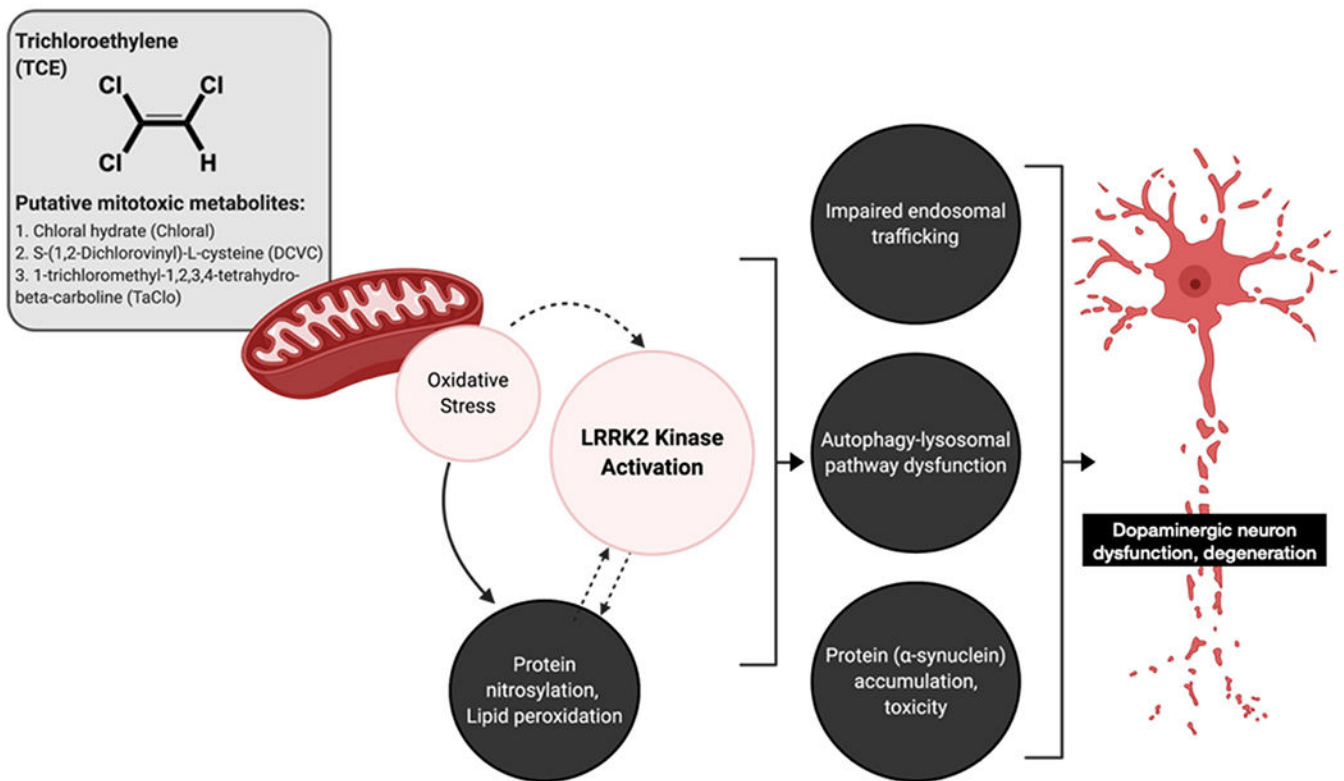 Trichloroethylene
(TCE)
Cl
Cl
Cl
H
Putative mitotoxic metabolites:
1. Chloral hydrate (Chloral)
2. S-(1,2-Dichlorovinyl)-L-cysteine (DCVC)
3. 1-trichloromethyl-1,2,3,4-tetrahydro-
beta-carboline (TaClo)
Oxidative
Stress
LRRK2 Kinase
Activation
Protein
nitrosylation,
Lipid peroxidation
Impaired endosomal
trafficking
Autophagy-lysosomal
pathway dysfunction
Protein (α-synuclein)
accumulation,
toxicity
Dopaminergic neuron
dysfunction, degeneration